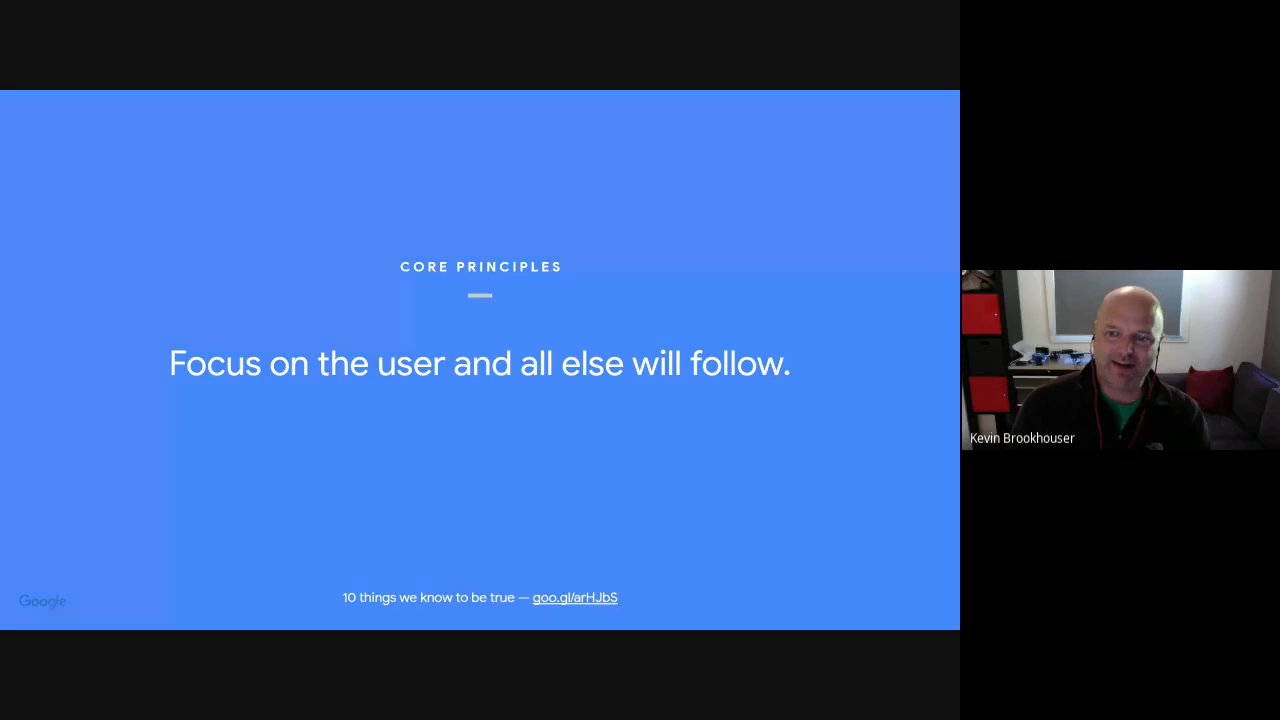 CORE PRINCIPLES
Focus on the user and all else will follow.
10 things we know to be true — goo.gl/arHJbS
Google
Kevin Brookhouser